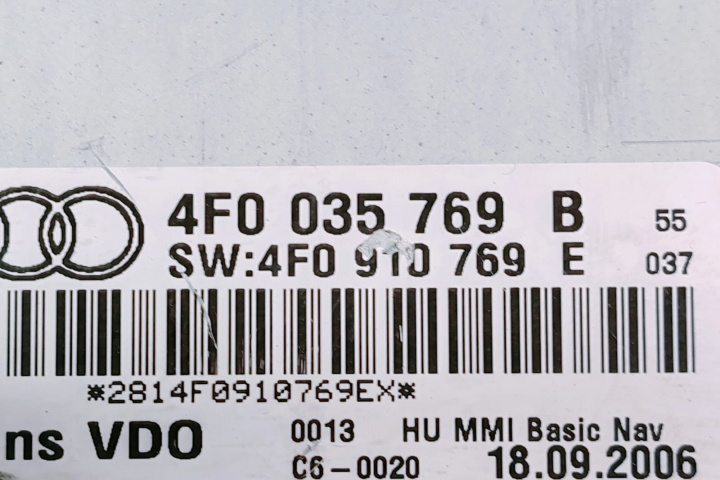 4F0 035 769 B 55
SW:4F0 910 769 E 037
*2814F0910769EX*
ns VDO 0013 HU MMI Basic Nav
C6-0020 18.09.2006